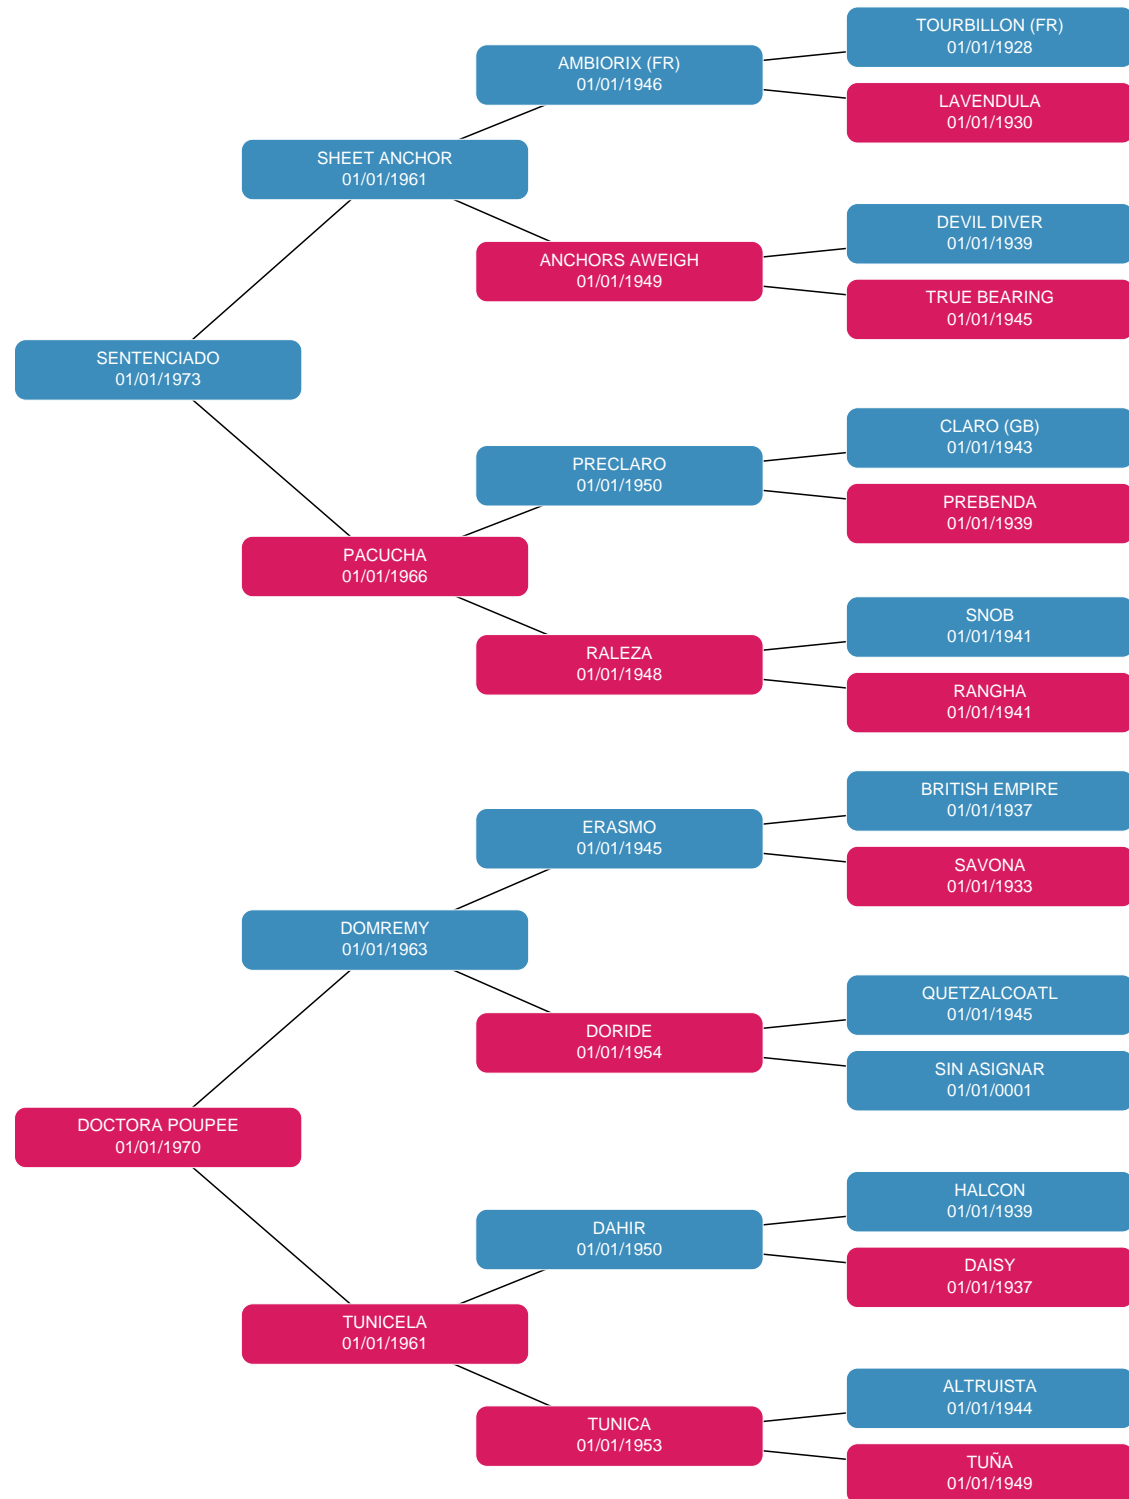 TOURBILLON (FR)
01/01/1928
AMBIORIX (FR)
01/01/1946
LAVENDULA
01/01/1930
SHEET ANCHOR
01/01/1961
DEVIL DIVER
01/01/1939
ANCHORS AWEIGH
01/01/1949
TRUE BEARING
01/01/1945
SENTENCIADO
01/01/1973
CLARO (GB)
01/01/1943
PRECLARO
01/01/1950
PREBENDA
01/01/1939
PACUCHA
01/01/1966
SNOB
01/01/1941
RALEZA
01/01/1948
RANGHA
01/01/1941
BRITISH EMPIRE
01/01/1937
ERASMO
01/01/1945
SAVONA
01/01/1933
DOMREMY
01/01/1963
QUETZALCOATL
01/01/1945
DORIDE
01/01/1954
SIN ASIGNAR
01/01/0001
DOCTORA POUPEE
01/01/1970
HALCON
01/01/1939
DAHIR
01/01/1950
DAISY
01/01/1937
TUNICELA
01/01/1961
ALTRUISTA
01/01/1944
TUNICA
01/01/1953
TUÑA
01/01/1949